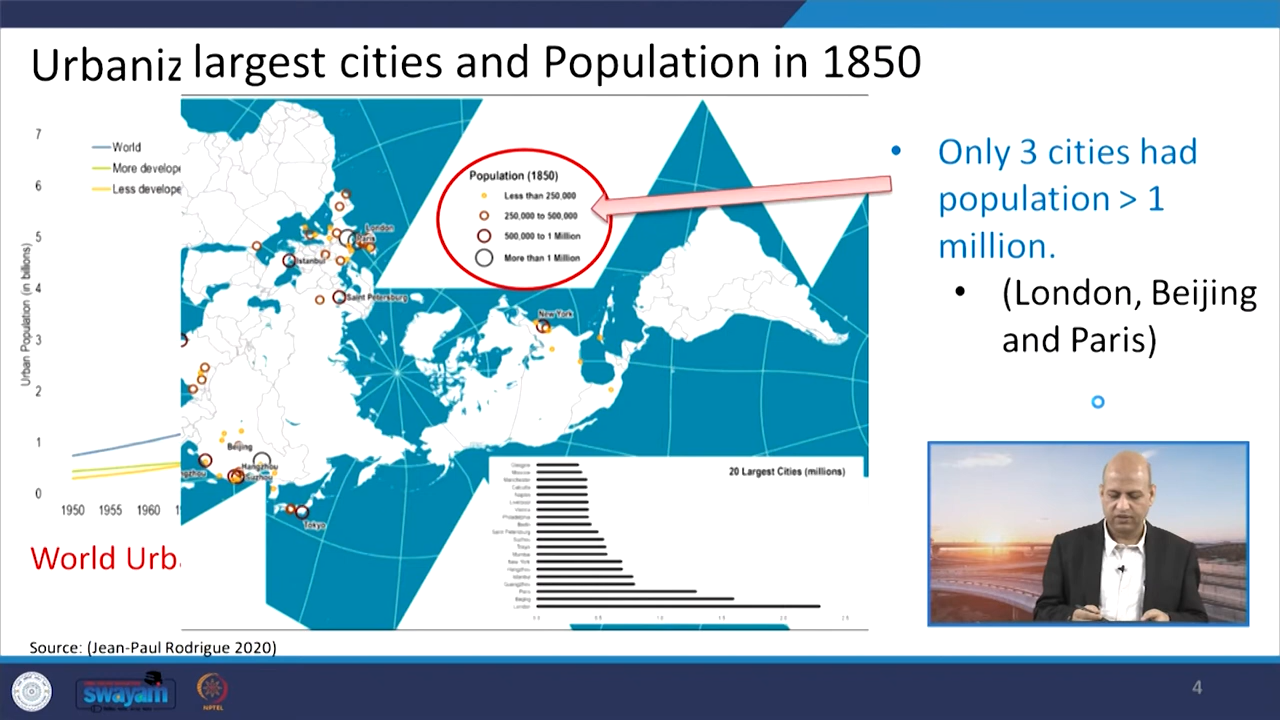 Urbaniz largest cities and Population in 1850
7
6
5
4
3
2
1
0
Urban Population (in billions)
World
More develope
Less develope
1950 1955 1960
World Urb
Population (1850)
Less than 250,000
250,000 to 500,000
500,000 to 1 Million
More than 1 Million
London
Paris
Istanbul
Saint Petersburg
New York
Beijing
Hangzhou
Suzhou
Tokyo
20 Largest Cities (millions)
Glasgow
Moscow
Manchester
Calcutta
Naples
Liverpool
Philadelphia
Berlin
Saint Petersburg
Suzhou
Tokyo
Mumbai
New York
Hangzhou
Istanbul
Guangzhou
Paris
Beijing
London
• Only 3 cities had
population > 1
million.
• (London, Beijing
and Paris)
Source: (Jean-Paul Rodrigue 2020)
swayam
NPTEL
4